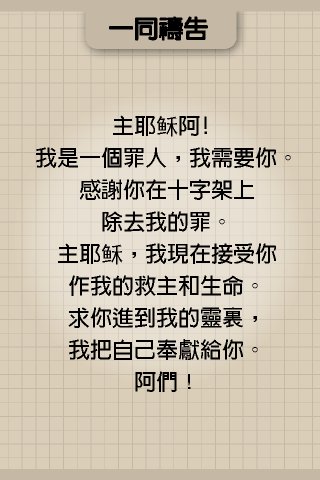 一同禱告
主耶稣阿!
我是一個罪人，我需要你。
感謝你在十字架上
除去我的罪。
主耶稣，我現在接受你
作我的救主和生命。
求你進到我的靈裏，
我把自己奉獻給你。
阿們！